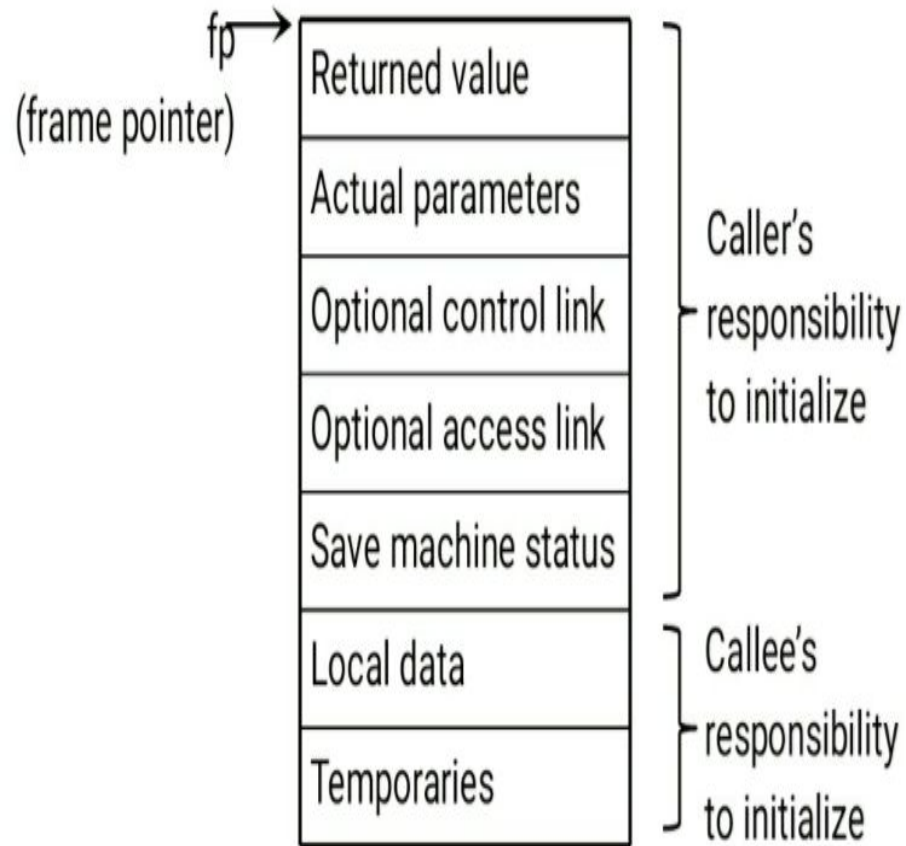 fp
(frame pointer)
Returned value
Actual parameters
Optional control link
Optional access link
Save machine status
Local data
Temporaries
Caller's
responsibility
to initialize
Callee's
responsibility
to initialize